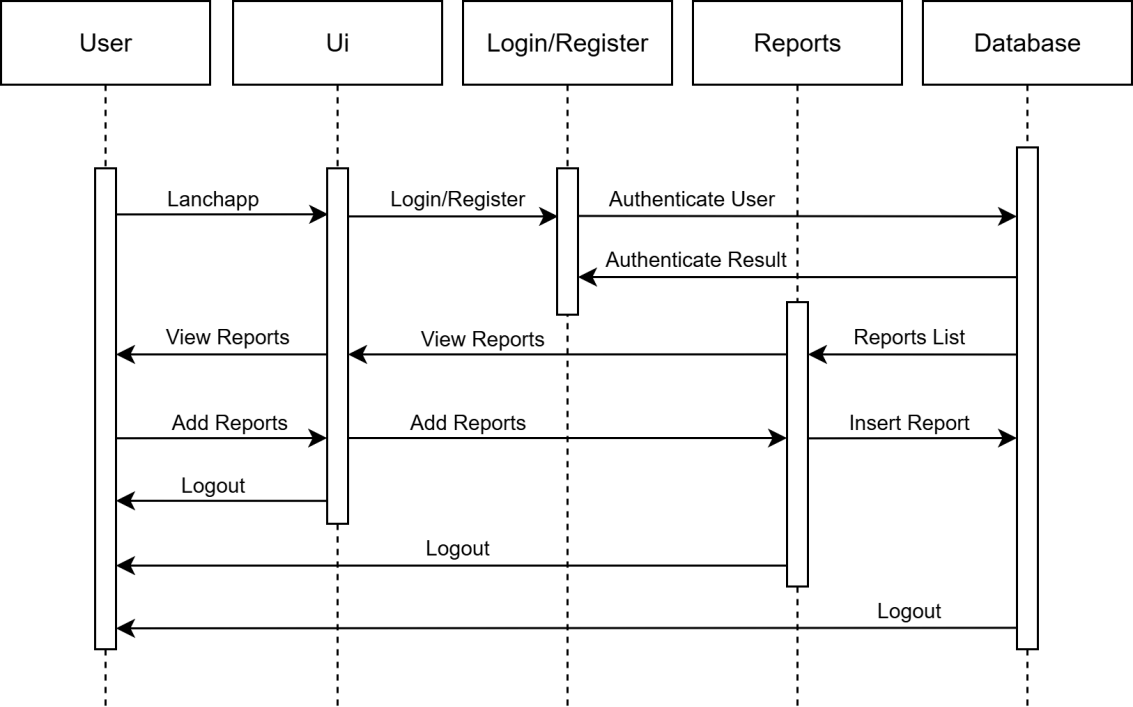 User
Ui
Login/Register
Reports
Database
Lanchapp
Login/Register
Authenticate User
Authenticate Result
View Reports
View Reports
Reports List
Add Reports
Add Reports
Insert Report
Logout
Logout
Logout